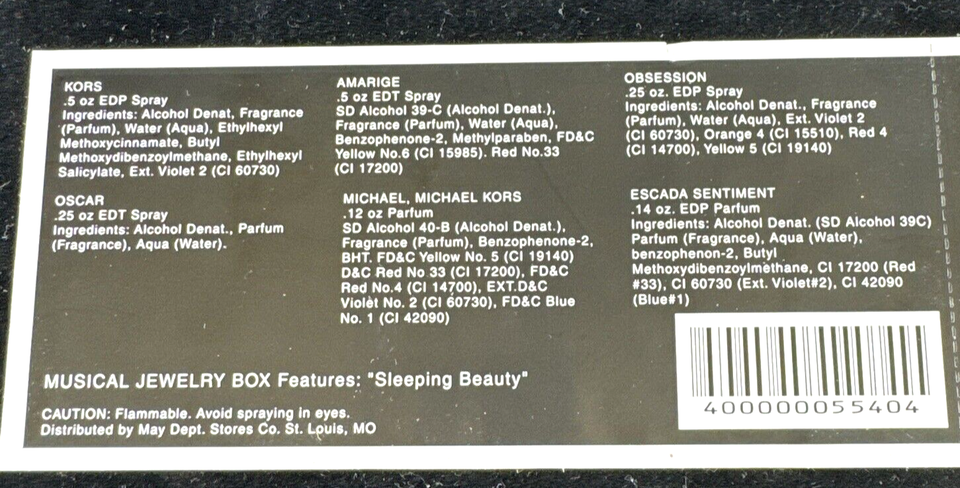 KORS
.5 oz EDP Spray
Ingredients: Alcohol Denat, Fragrance
(Parfum), Water (Aqua), Ethylhexyl
Methoxycinnamate, Butyl
Methoxydibenzoylmethane, Ethylhexyl
Salicylate, Ext. Violet 2 (CI 60730)
AMARIGE
.5 oz EDT Spray
SD Alcohol 39-C (Alcohol Denat.),
Fragrance (Parfum), Water (Aqua),
Benzophenone-2, Methylparaben, FD&C
Yellow No.6 (CI 15985). Red No.33
(CI 17200)
OBSESSION
.25 oz. EDP Spray
Ingredients: Alcohol Denat., Fragrance
(Parfum), Water (Aqua), Ext. Violet 2
(CI 60730), Orange 4 (CI 15510), Red 4
(CI 14700), Yellow 5 (CI 19140)
OSCAR
.25 oz EDT Spray
Ingredients: Alcohol Denat., Parfum
(Fragrance), Aqua (Water).
MICHAEL, MICHAEL KORS
.12 oz Parfum
SD Alcohol 40-B (Alcohol Denat.),
Fragrance (Parfum), Benzophenone-2,
BHT. FD&C Yellow No. 5 (CI 19140)
D&C Red No 33 (CI 17200), FD&C
Red No.4 (CI 14700), EXT.D&C
Violet No. 2 (CI 60730), FD&C Blue
No. 1 (CI 42090)
ESCADA SENTIMENT
.14 oz. EDP Parfum
Ingredients: Alcohol Denat. (SD Alcohol 39C)
Parfum (Fragrance), Aqua (Water),
benzophenon-2, Butyl
Methoxydibenzoylmethane, CI 17200 (Red
#33), CI 60730 (Ext. Violet#2), CI 42090
(Blue#1)
MUSICAL JEWELRY BOX Features: "Sleeping Beauty"
CAUTION: Flammable. Avoid spraying in eyes.
Distributed by May Dept. Stores Co. St. Louis, MO
400000055404